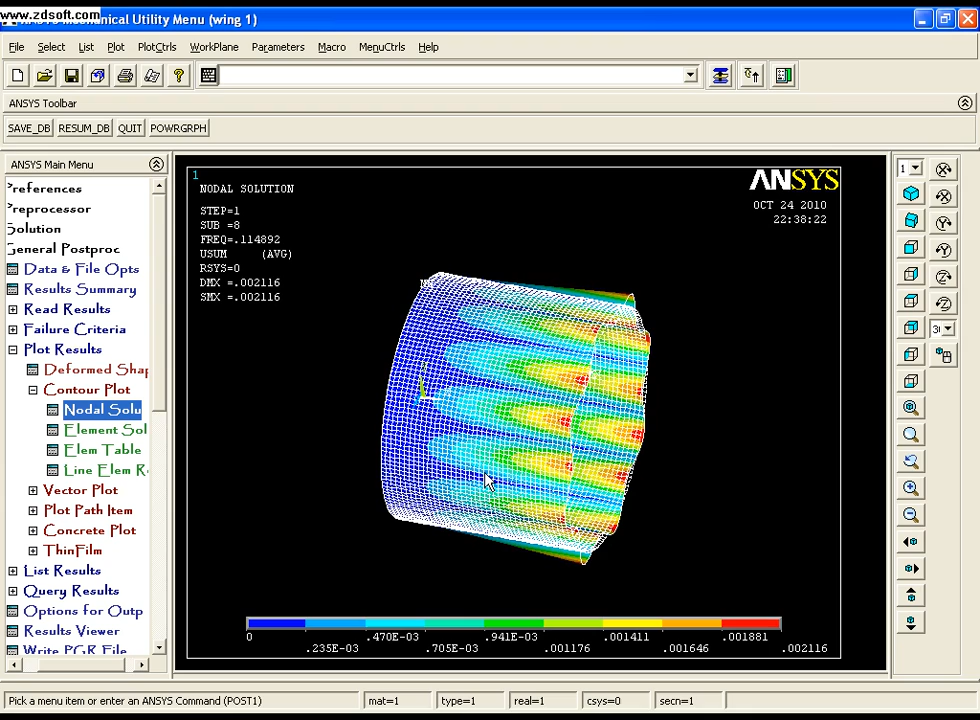 www.zdsoft.com
Mechanical Utility Menu (wing 1)
File Select List Plot PlotCtrls WorkPlane Parameters Macro MenuCtrls Help
ANSYS Toolbar
SAVE_DB RESUM_DB QUIT POWRGRPH
ANSYS Main Menu
>references
>reprocessor
Solution
General Postproc
Data & File Opts
Results Summary
Read Results
Failure Criteria
Plot Results
Deformed Shap
Contour Plot
Nodal Solu
Element Sol
Elem Table
Line Elem R
Vector Plot
Plot Path Item
Concrete Plot
ThinFilm
List Results
Query Results
Options for Outp
Results Viewer
Write PGR File
1
NODAL SOLUTION
STEP=1
SUB =8
FREQ=.114892
USUM (AVG)
RSYS=0
DMX =.002116
SMX =.002116
ANSYS
OCT 24 2010
22:38:22
MN
0 .470E-03 .941E-03 .001411 .001881
.235E-03 .705E-03 .001176 .001646 .002116
1
X
X
Y
Y
Z
Z
3
Pick a menu item or enter an ANSYS Command (POST1) mat=1 type=1 real=1 csys=0 secn=1